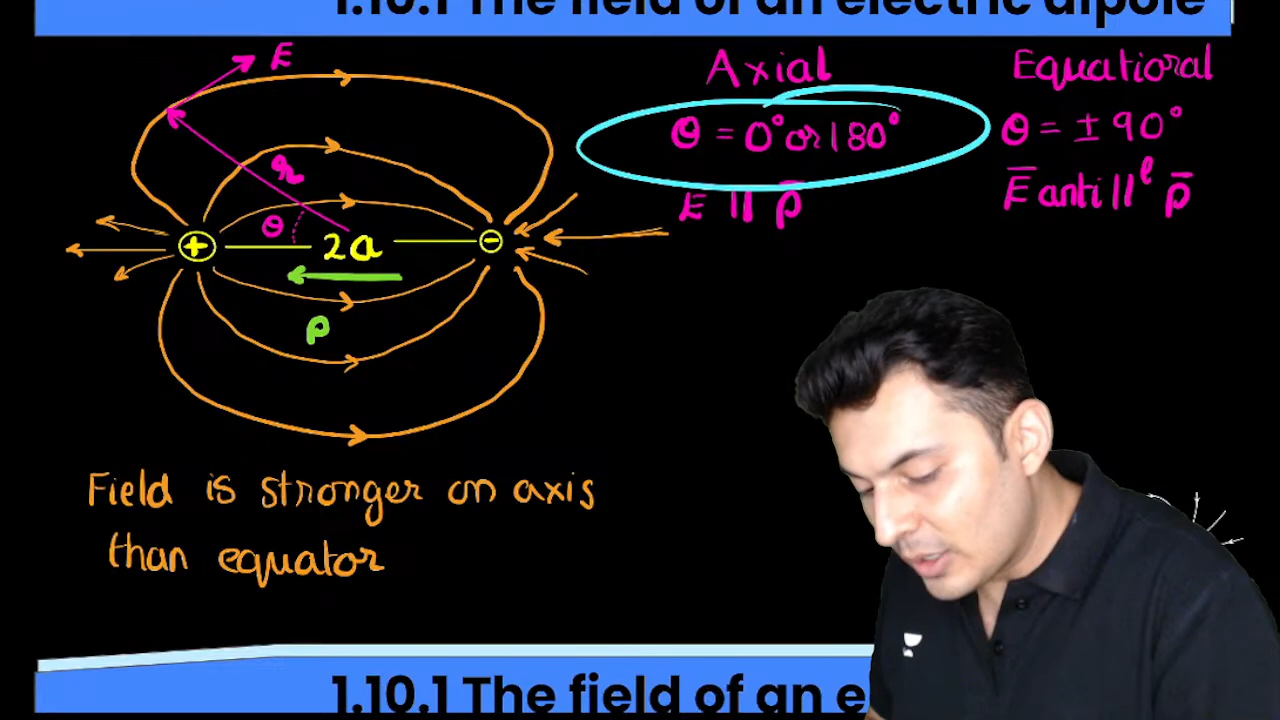 1.10.1 The field of an electric dipole
E
Axial
Equatioral
θ = 0° or 180°
θ = ± 90°
r
E̅ anti ||ˡ p̅
E || p̅
θ
+
2a
-
p
Field is stronger on axis
than equator
1.10.1 The field of an e